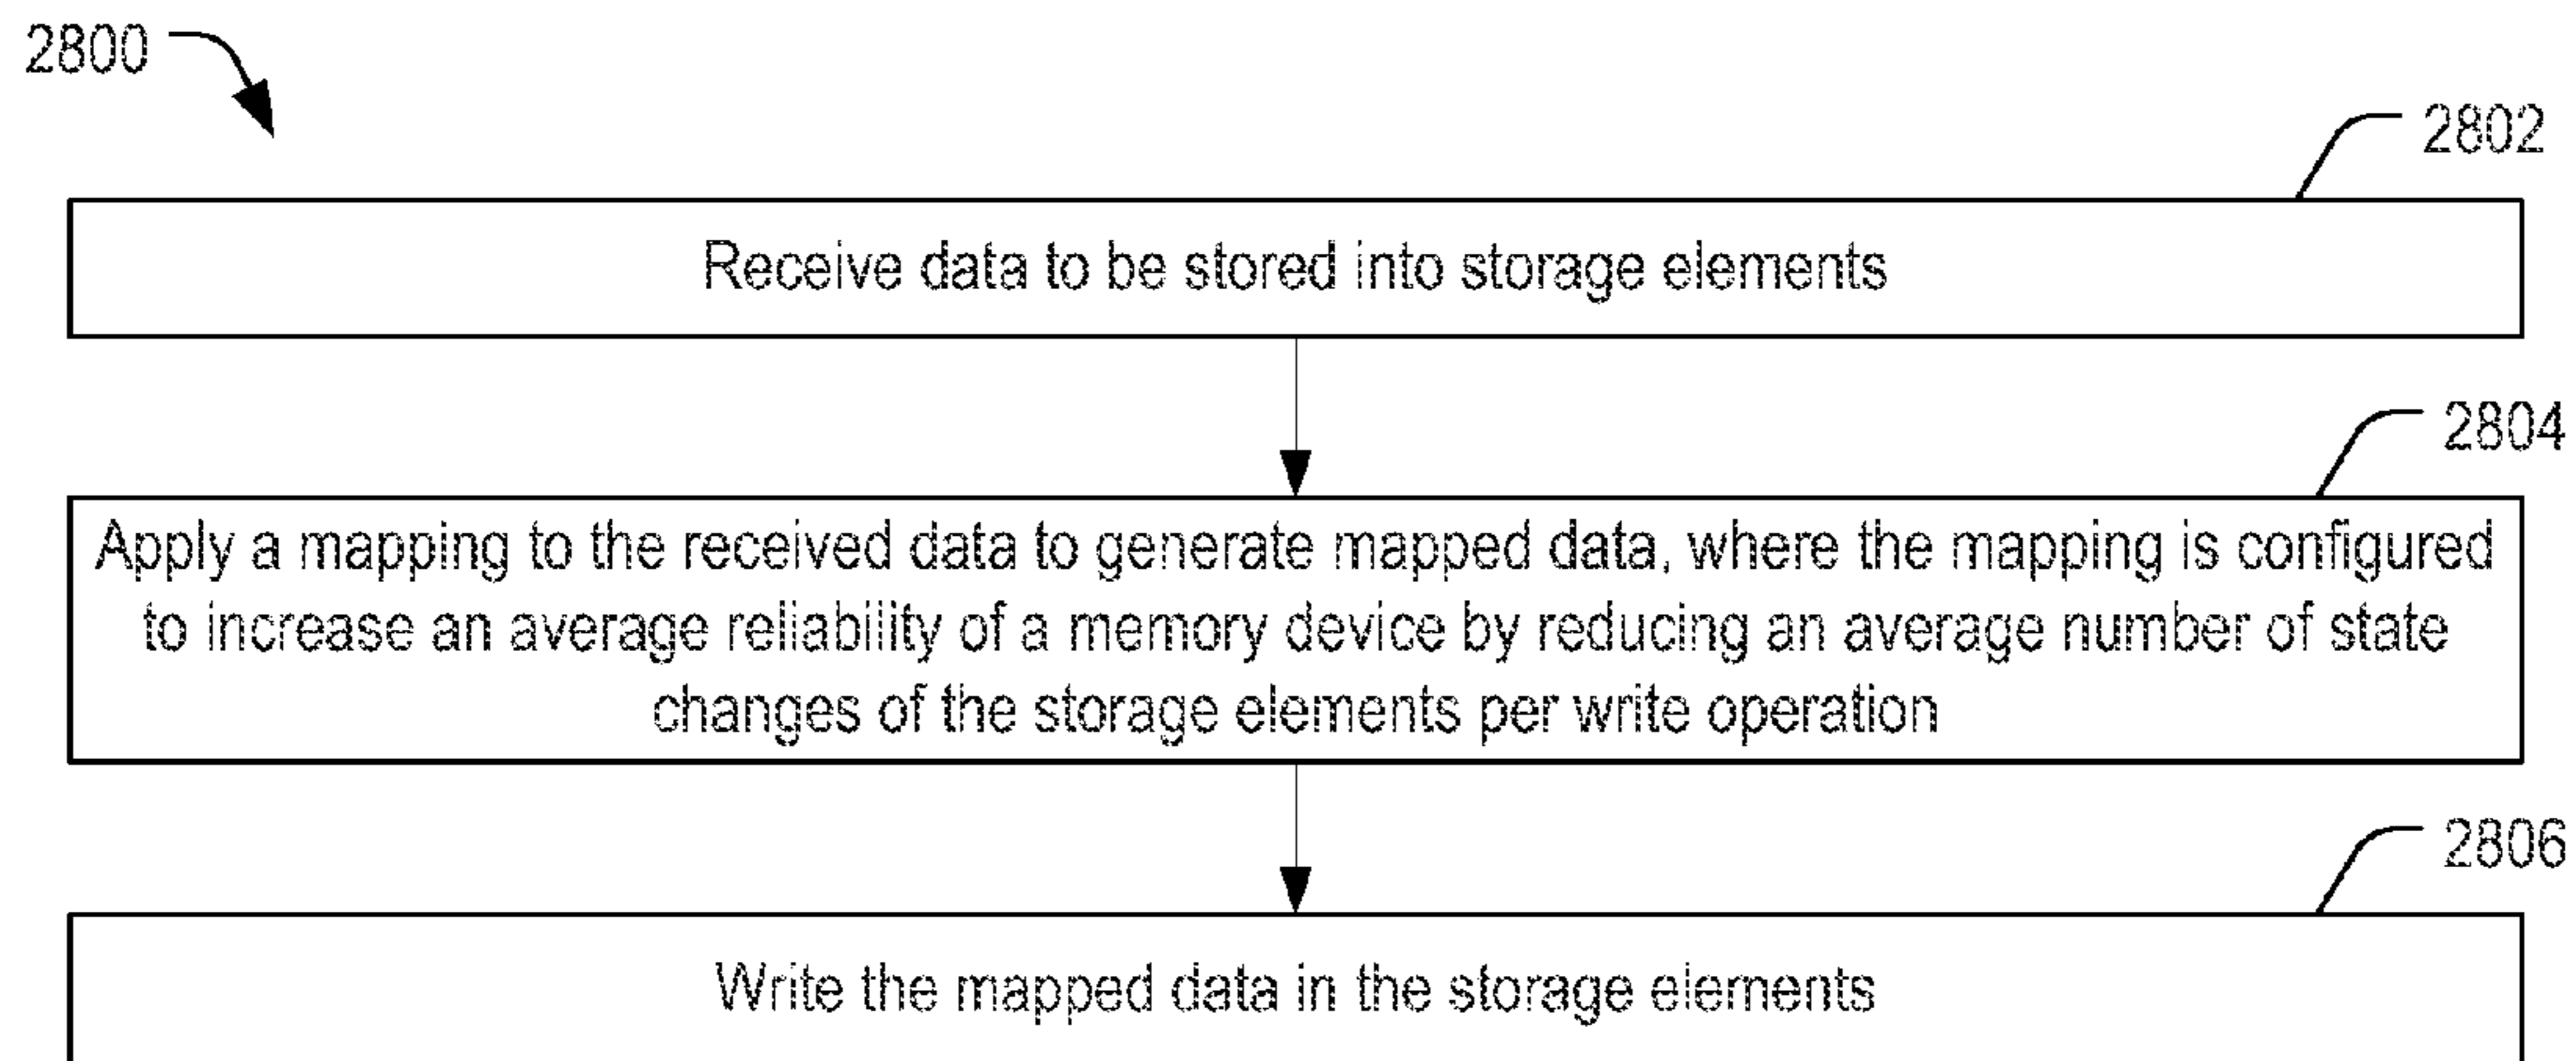 2800
2802
Receive data to be stored into storage elements
2804
Apply a mapping to the received data to generate mapped data, where the mapping is configured
to increase an average reliability of a memory device by reducing an average number of state
changes of the storage elements per write operation
2806
Write the mapped data in the storage elements